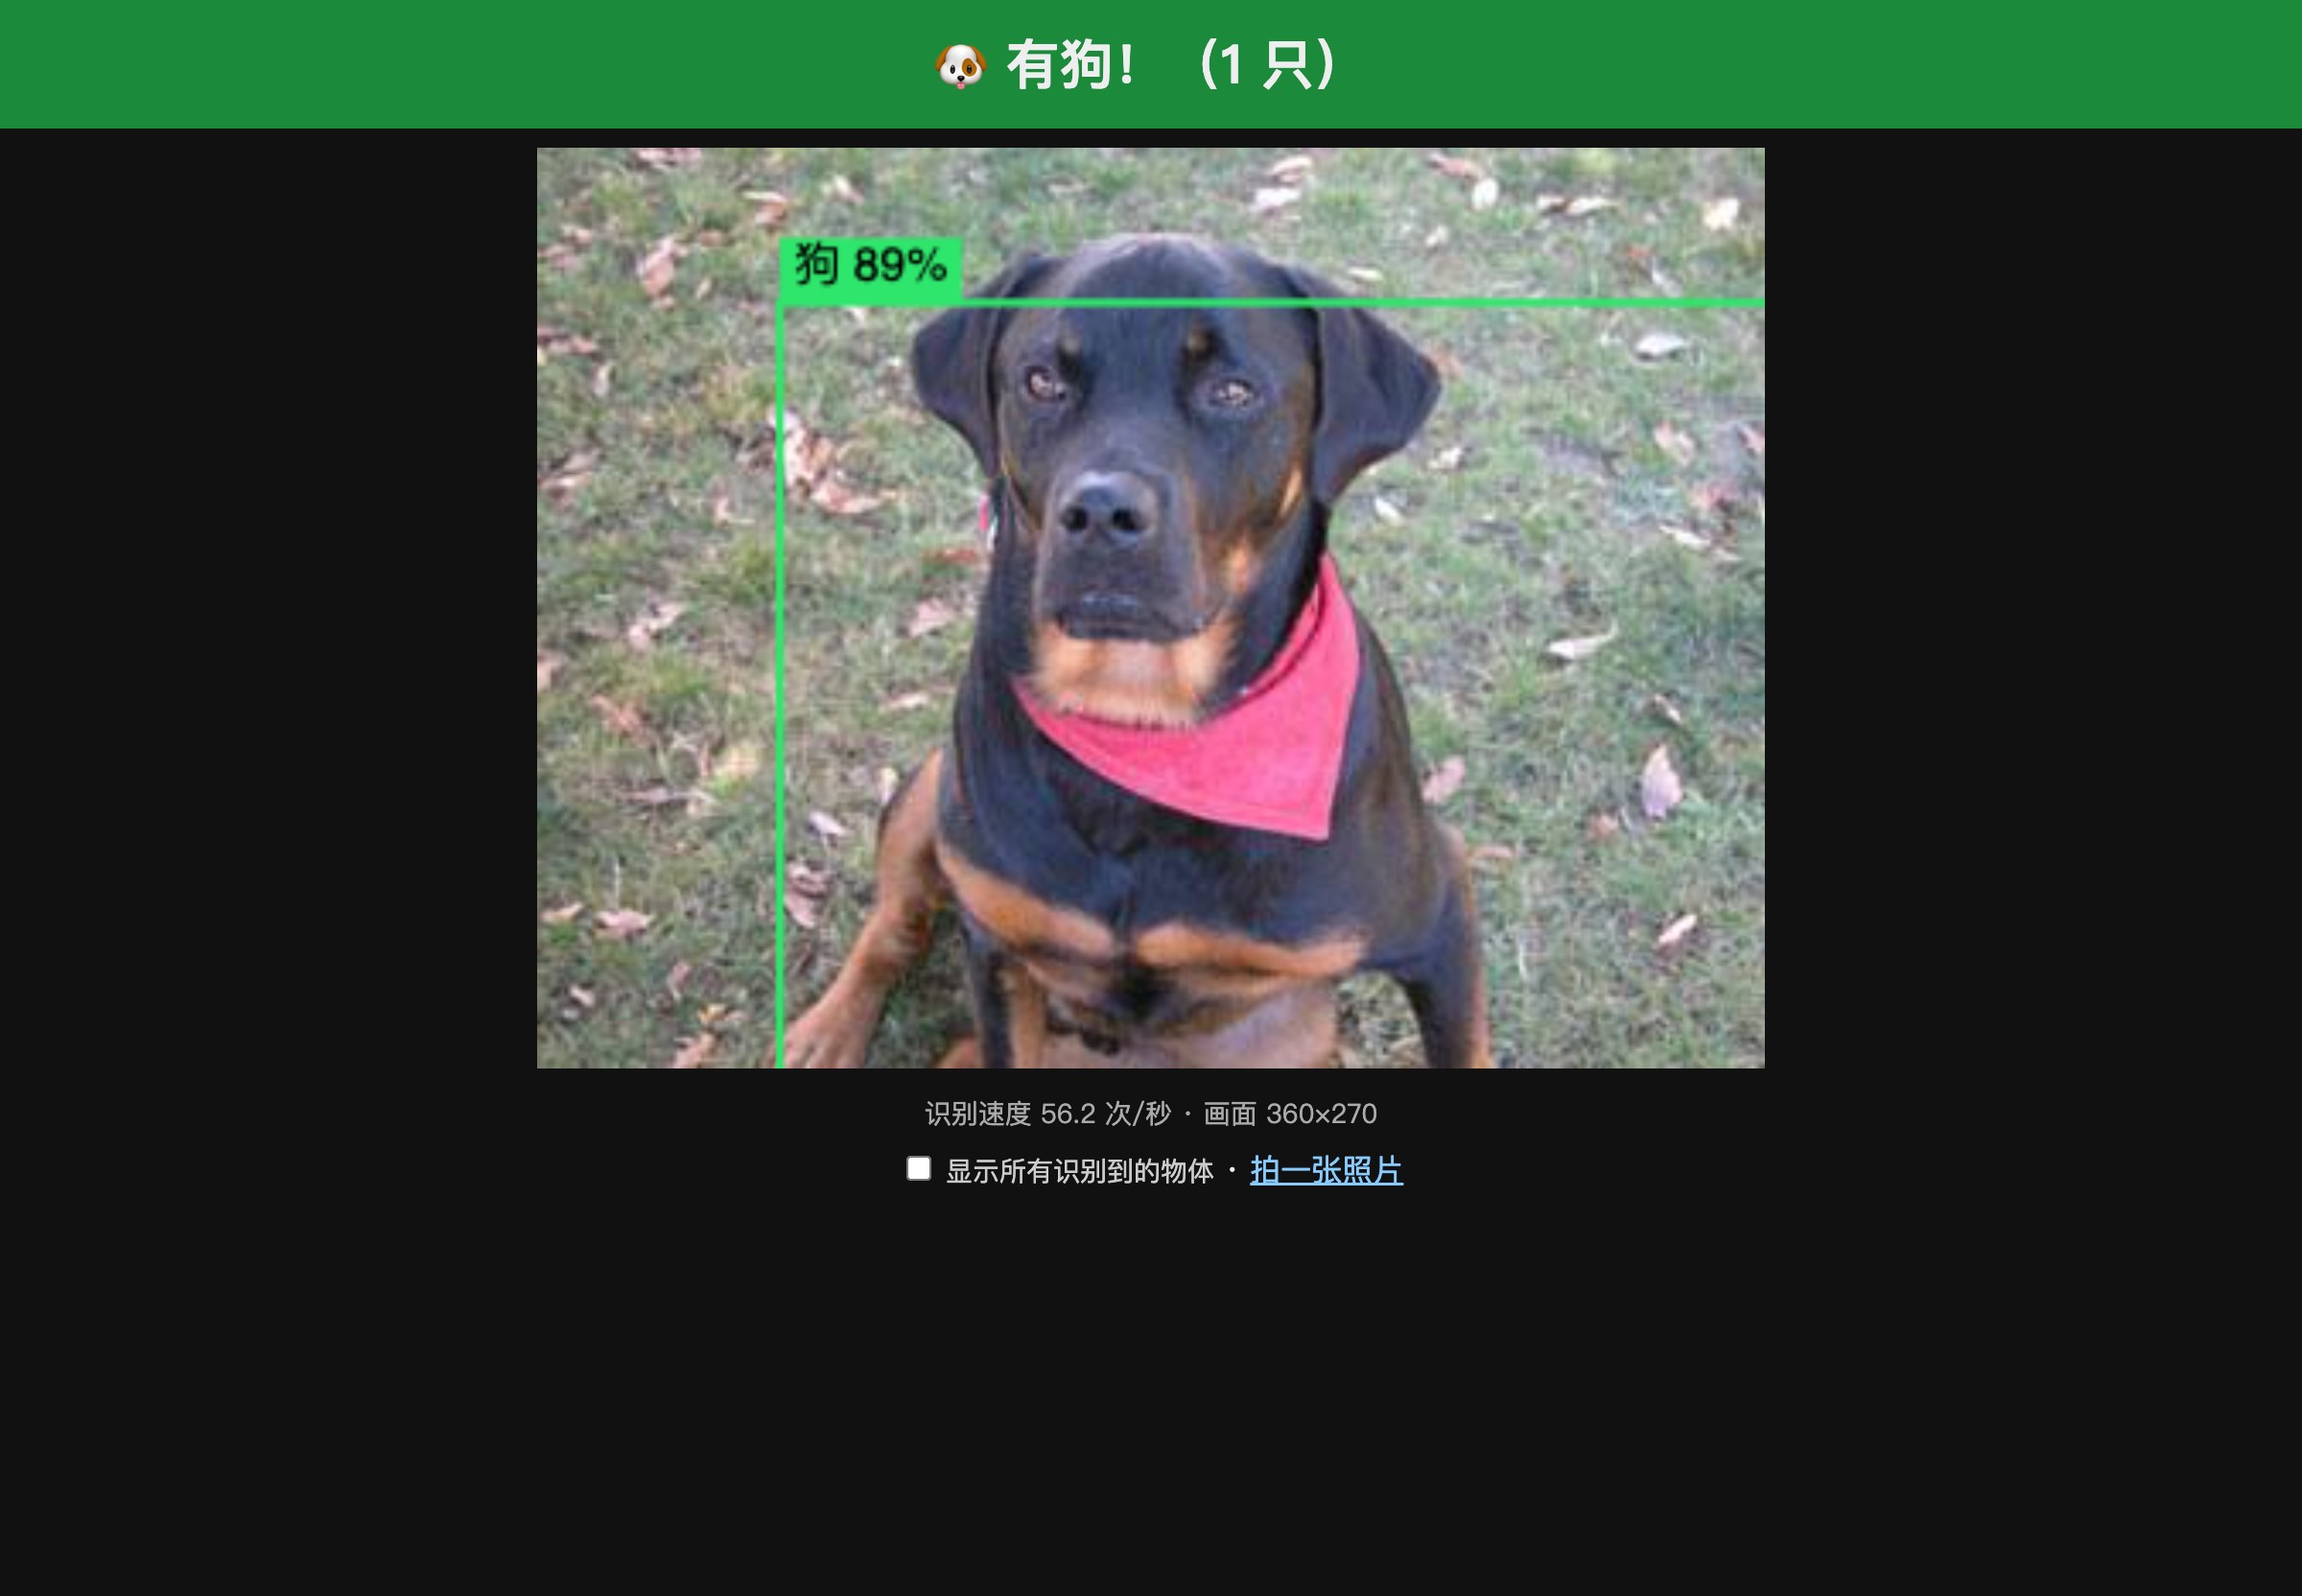 有狗！（1 只）
狗 89%
识别速度 56.2 次/秒 · 画面 360×270
显示所有识别到的物体 · 拍一张照片